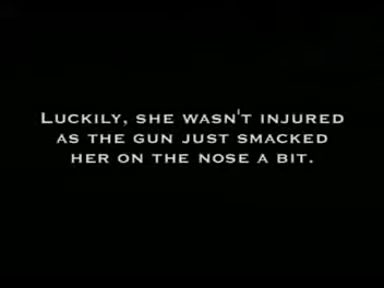 Luckily, she wasn't injured
as the gun just smacked
her on the nose a bit.